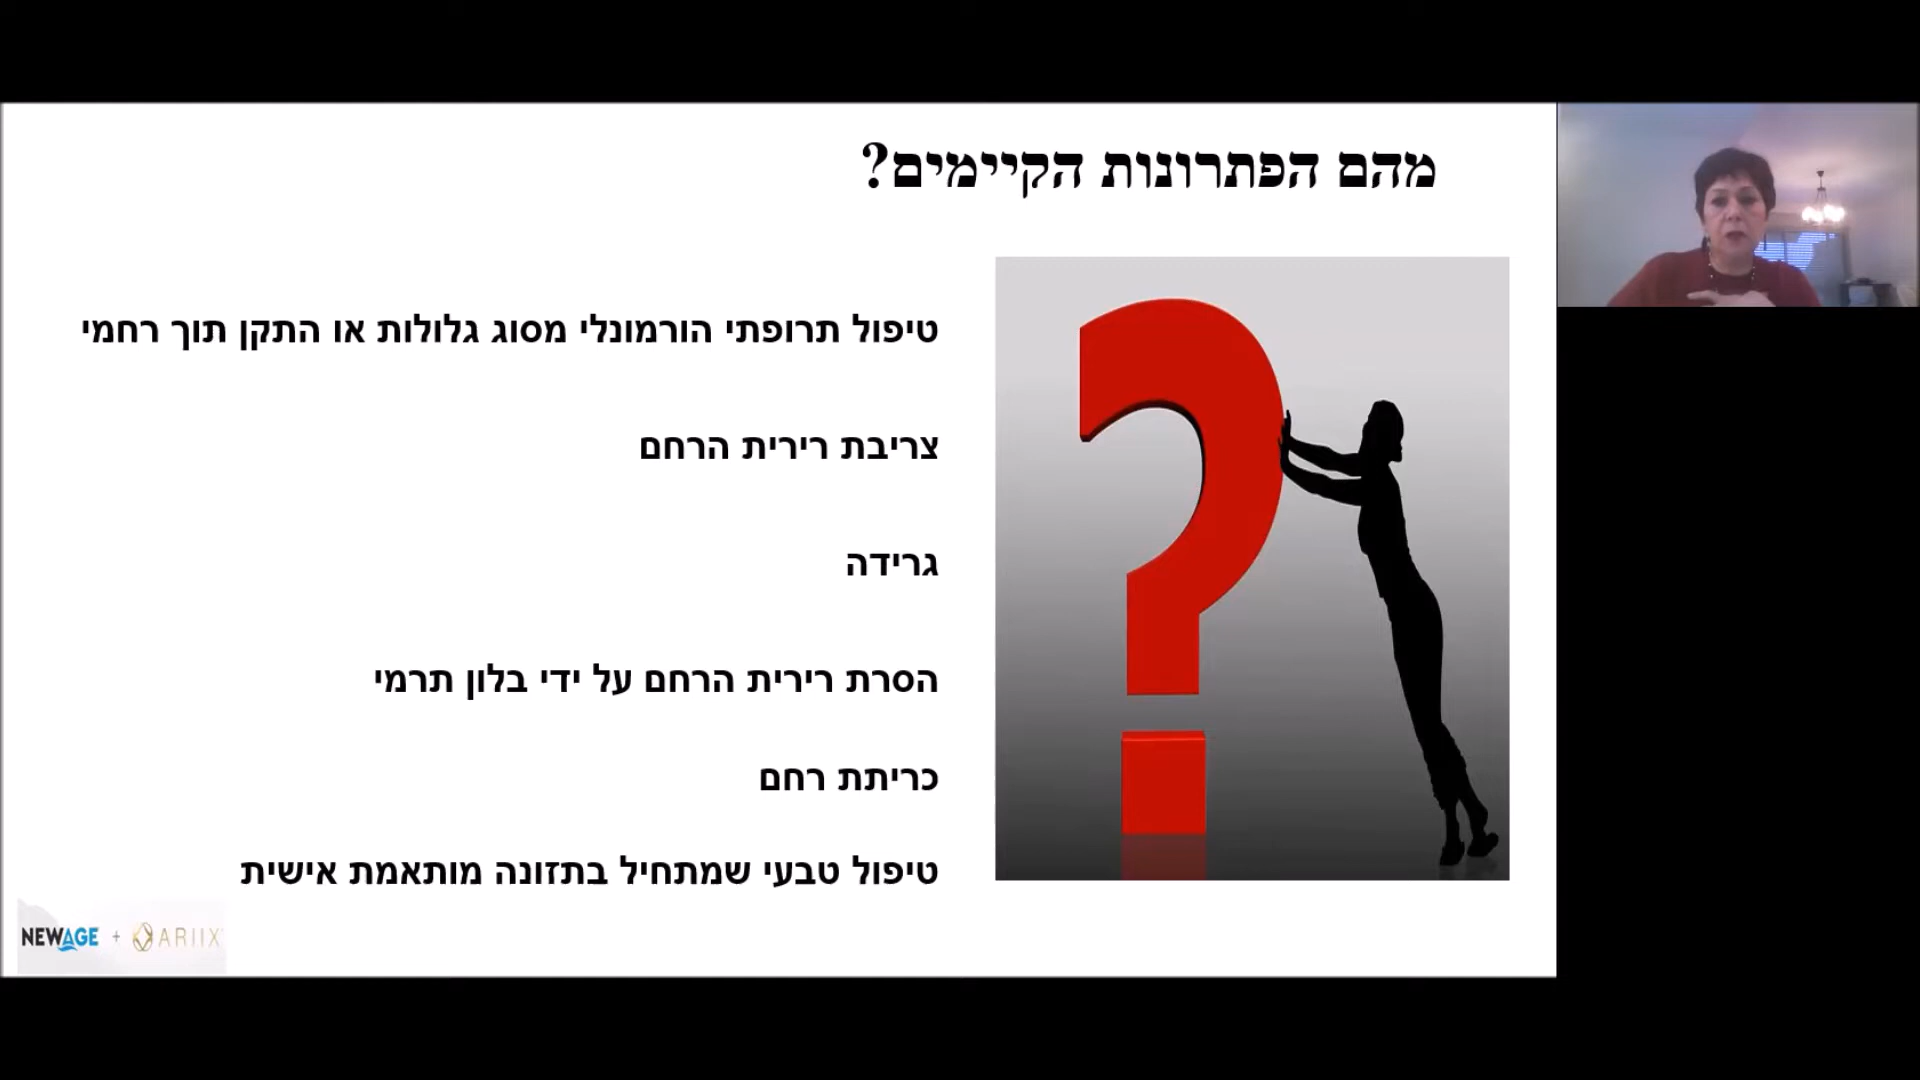 מהם הפתרונות הקיימים?
טיפול תרופתי הורמונלי מסוג גלולות או התקן תוך רחמי
צריבת רירית הרחם
גרידה
הסרת רירית הרחם על ידי בלון תרמי
כריתת רחם
טיפול טבעי שמתחיל בתזונה מותאמת אישית
NEWAGE + ARIIX